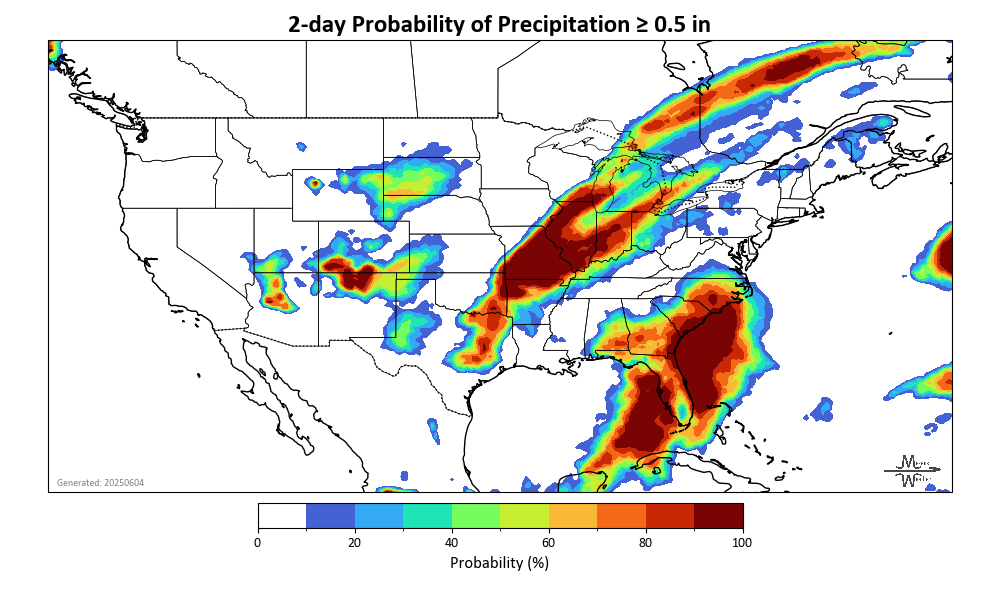 2-day Probability of Precipitation ≥ 0.5 in
Generated: 20250604
0 20 40 60 80 100
Probability (%)